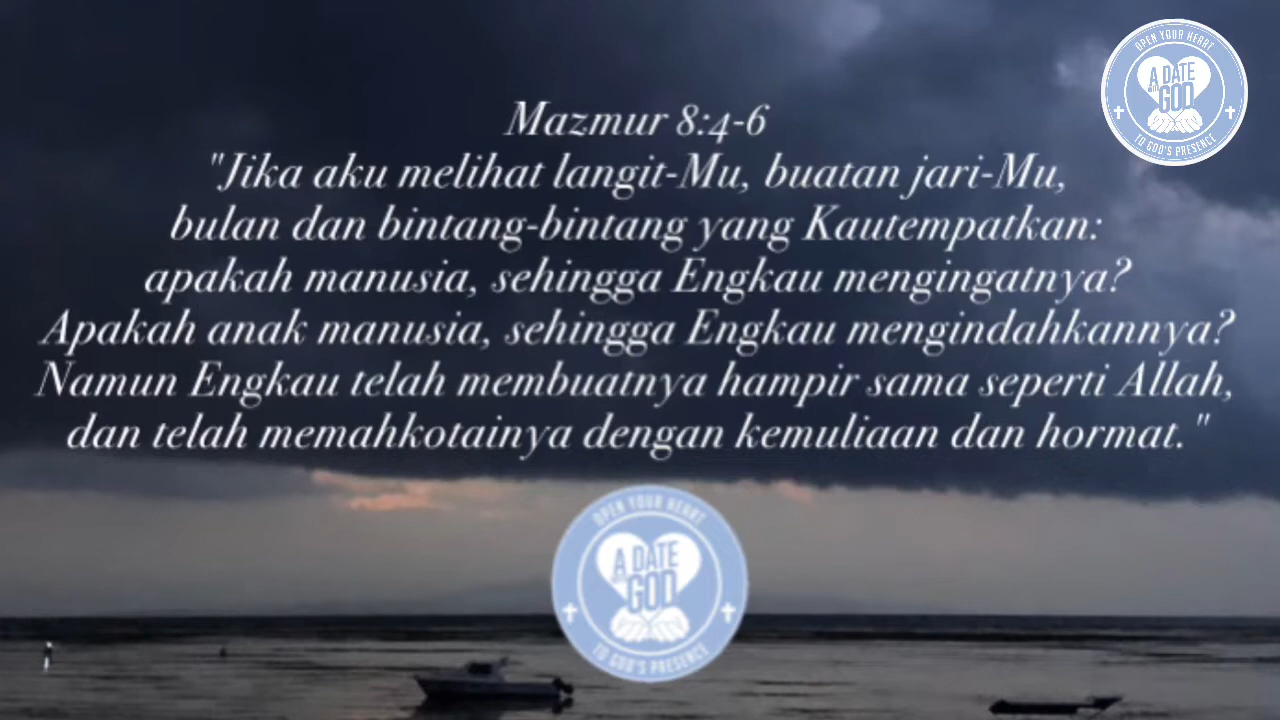 OPEN YOUR HEART
A DATE
with
GOD
TO GOD'S PRESENCE
Mazmur 8:4-6
"Jika aku melihat langit-Mu, buatan jari-Mu,
bulan dan bintang-bintang yang Kautempatkan:
apakah manusia, sehingga Engkau mengingatnya?
Apakah anak manusia, sehingga Engkau mengindahkannya?
Namun Engkau telah membuatnya hampir sama seperti Allah,
dan telah memahkotainya dengan kemuliaan dan hormat."
OPEN YOUR HEART
A DATE
GOD
TO GOD'S PRESENCE